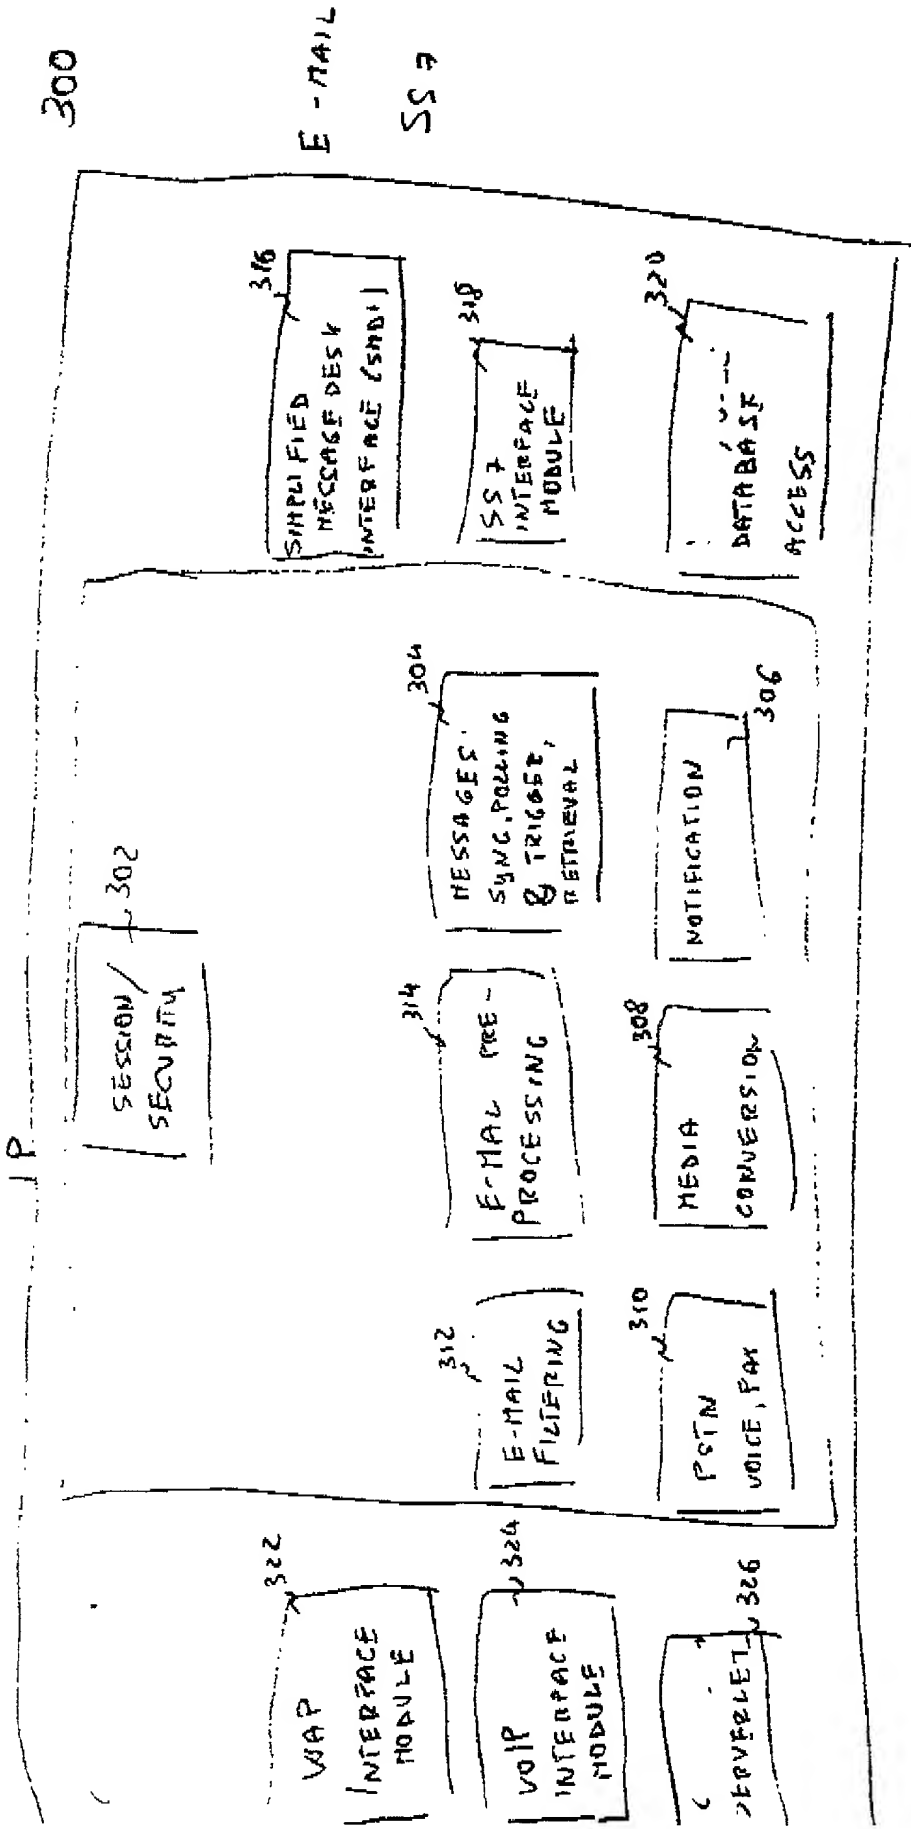 300
IP
E-MAIL
SS7
302
SESSION/
SECURITY
316
SIMPLIFIED
MESSAGE DESK
INTERFACE (SMDI)
322
WAP
INTERFACE
MODULE
312
E-MAIL
FILTERING
314
E-MAL PRE-
PROCESSING
304
MESSAGES
SYNC, POLLING
& TRIGGER,
RETRIEVAL
318
SS7
INTERFACE
MODULE
324
VOIP
INTERFACE
MODULE
310
PSTN
VOICE, FAX
308
MEDIA
CONVERSION
306
NOTIFICATION
320
DATABASE
ACCESS
326
SERVERLET